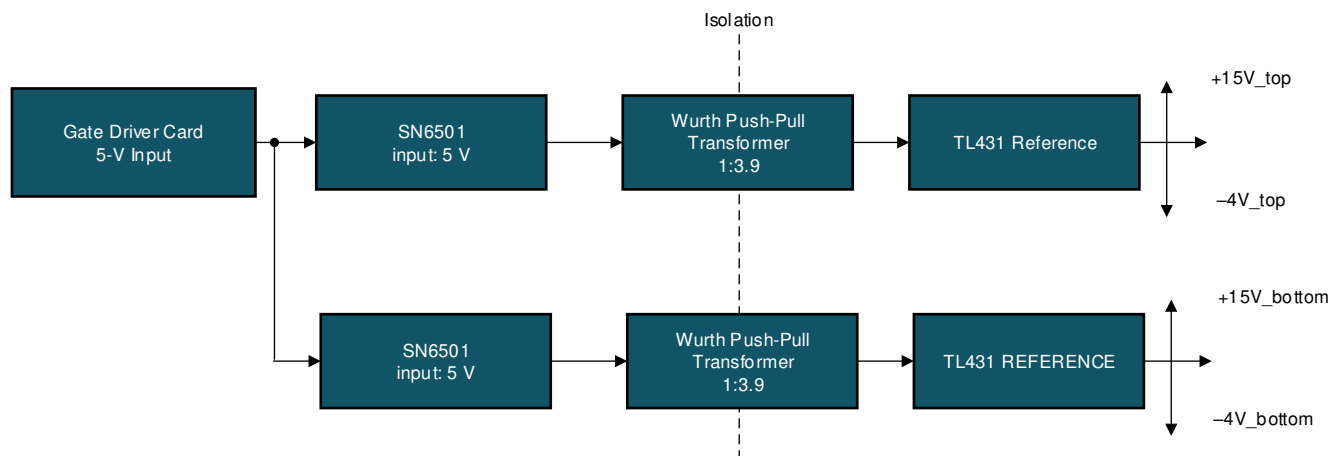 Isolation
Gate Driver Card
5-V Input
SN6501
input: 5 V
Wurth Push-Pull
Transformer
1:3.9
TL431 Reference
+15V_top
–4V_top
SN6501
input: 5 V
Wurth Push-Pull
Transformer
1:3.9
TL431 REFERENCE
+15V_bottom
–4V_bottom